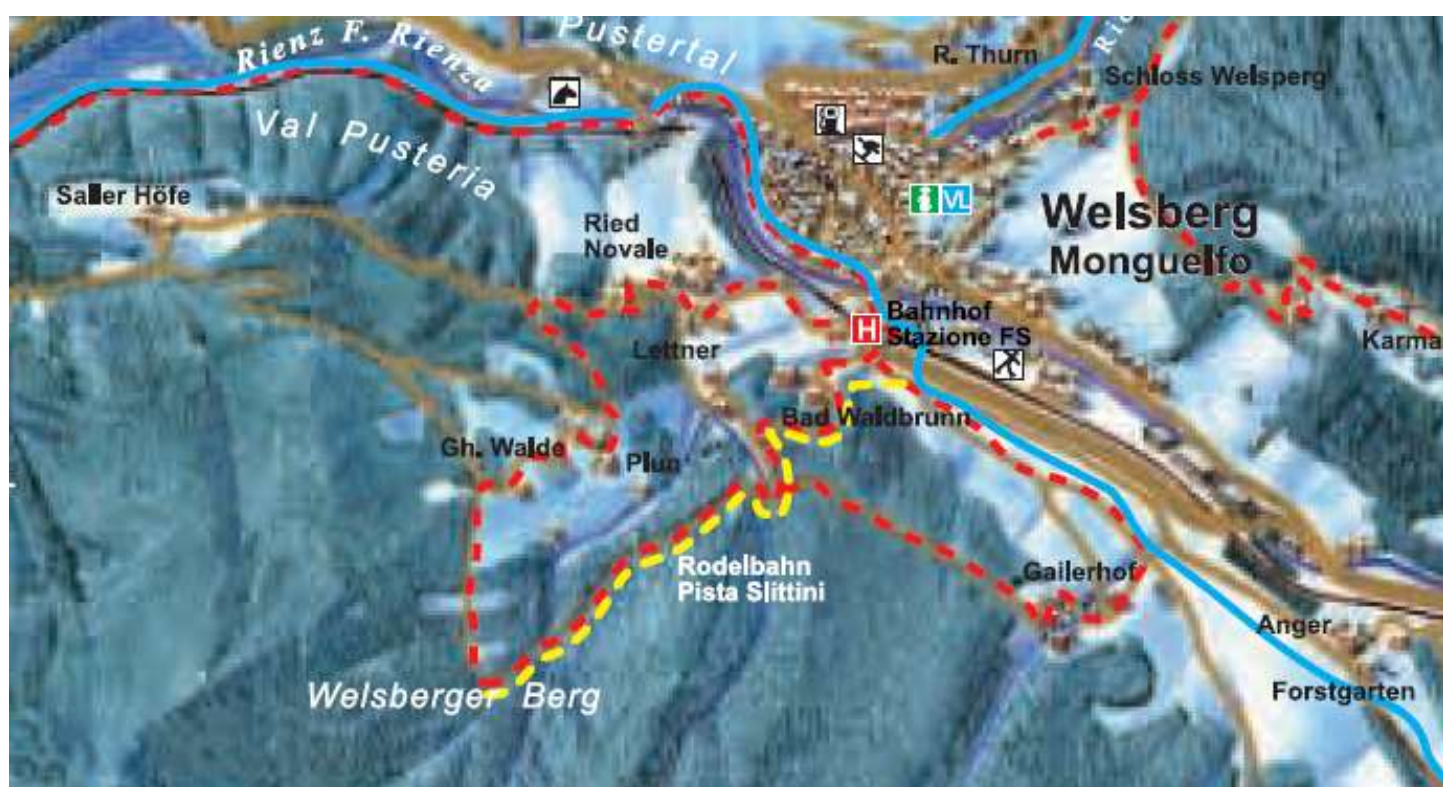 Rienz F. Rienza
Pustertal
Val Pusteria
R. Thurn
Schloss Welsperg
Saller Höfe
Ried
Novale
VL
Welsberg
Monguelfo
H
Bahnhof
Stazione FS
Lettner
Karma
Bad Waldbrunn
Gh. Walde
Plun
Rodelbahn
Pista Slittini
Gailerhof
Anger
Welsberger Berg
Forstgarten